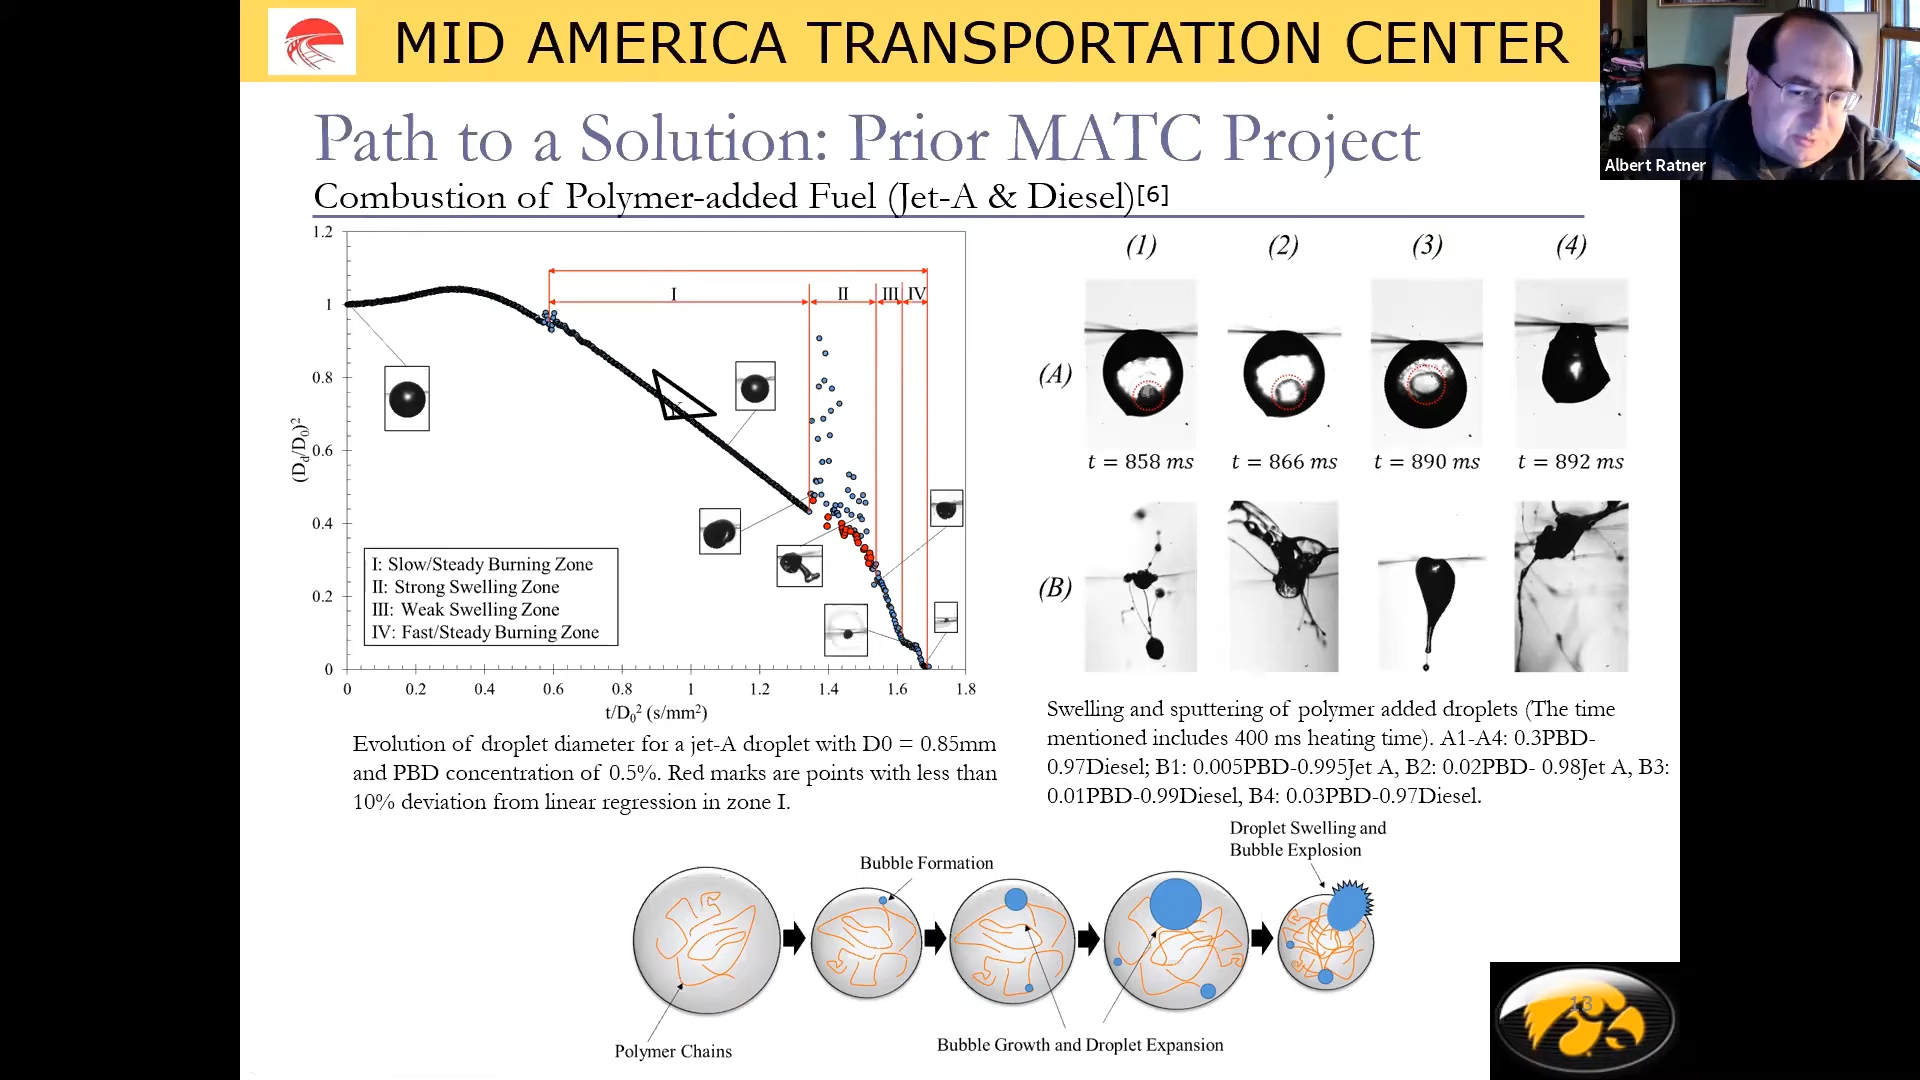 MID AMERICA TRANSPORTATION CENTER
Albert Ratner
Path to a Solution: Prior MATC Project
Combustion of Polymer-added Fuel (Jet-A & Diesel)[6]
1.2
1
0.8
0.6
0.4
0.2
0
(Dd/D0)²
I
II
III
IV
I: Slow/Steady Burning Zone
II: Strong Swelling Zone
III: Weak Swelling Zone
IV: Fast/Steady Burning Zone
0 0.2 0.4 0.6 0.8 1 1.2 1.4 1.6 1.8
t/D0² (s/mm²)
Evolution of droplet diameter for a jet-A droplet with D0 = 0.85mm
and PBD concentration of 0.5%. Red marks are points with less than
10% deviation from linear regression in zone I.
(1) (2) (3) (4)
(A)
t = 858 ms t = 866 ms t = 890 ms t = 892 ms
(B)
Swelling and sputtering of polymer added droplets (The time
mentioned includes 400 ms heating time). A1-A4: 0.3PBD-
0.97Diesel; B1: 0.005PBD-0.995Jet A, B2: 0.02PBD- 0.98Jet A, B3:
0.01PBD-0.99Diesel, B4: 0.03PBD-0.97Diesel.
Droplet Swelling and
Bubble Explosion
Bubble Formation
Polymer Chains
Bubble Growth and Droplet Expansion
13